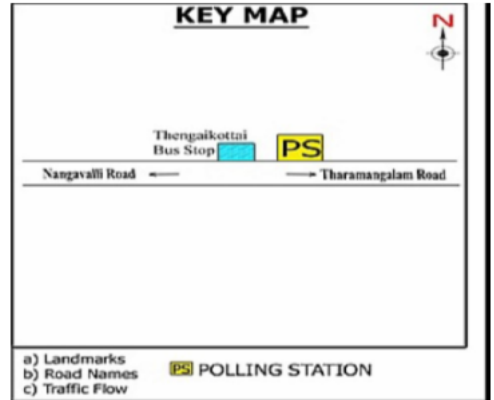 KEY MAP
N
Thengaikottai
Bus Stop
PS
Nangavalli Road
Tharamangalam Road
a) Landmarks
b) Road Names
c) Traffic Flow
PS POLLING STATION